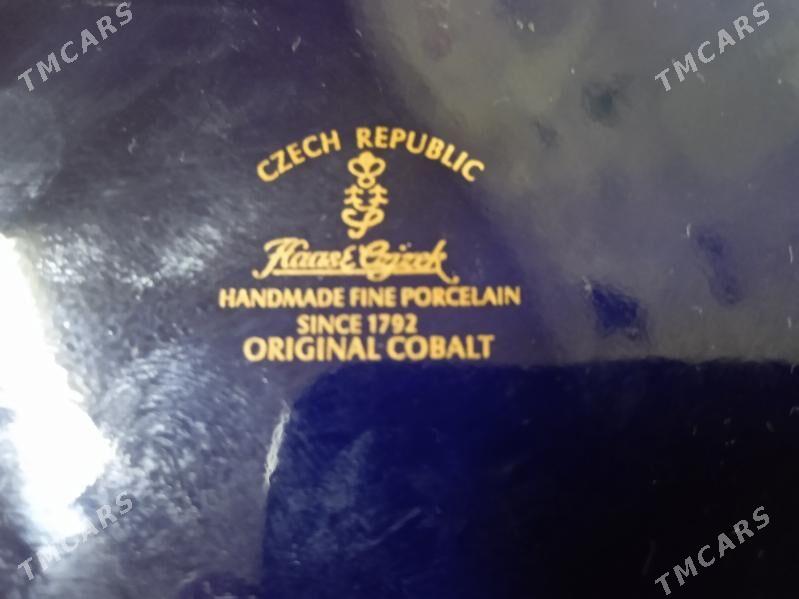 TMCARS
TMCARS
CZECH REPUBLIC
Haas & Czjzek
HANDMADE FINE PORCELAIN
SINCE 1792
ORIGINAL COBALT
TMCARS
TMCARS